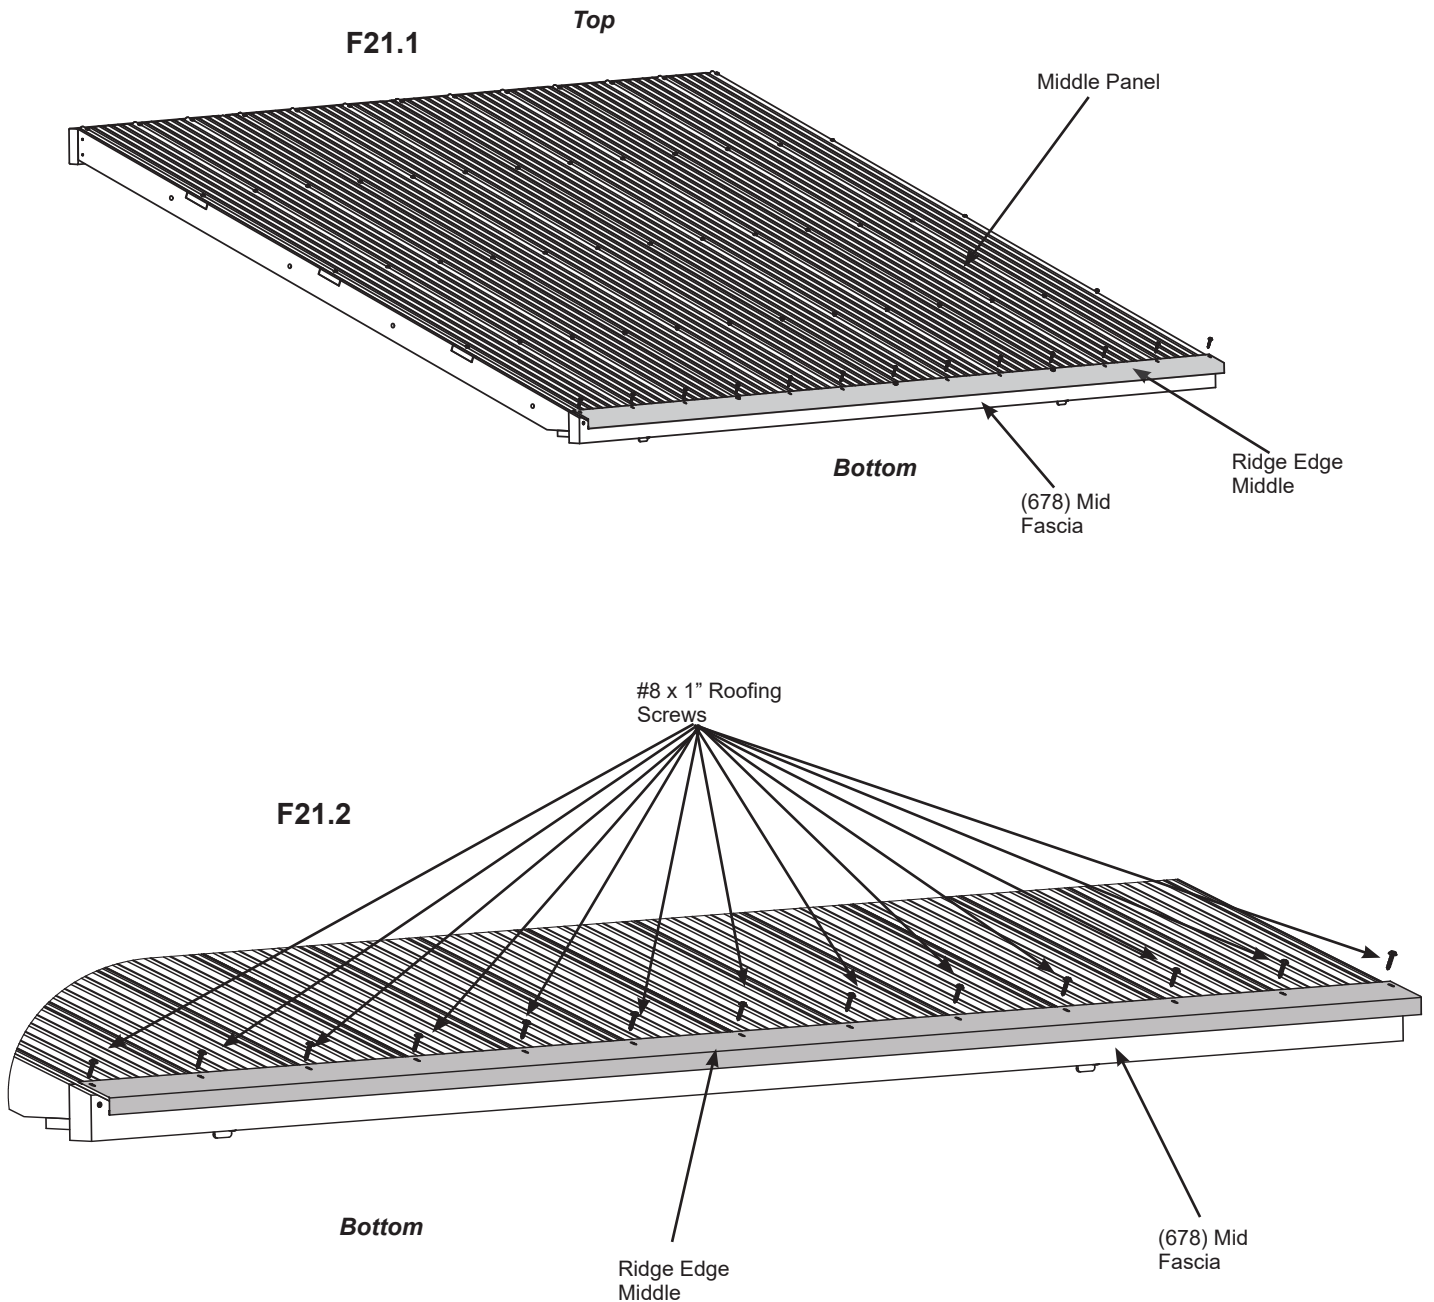 Top
F21.1
Middle Panel
Bottom
Ridge Edge
Middle
(678) Mid
Fascia
#8 x 1” Roofing
Screws
F21.2
Bottom
Ridge Edge
Middle
(678) Mid
Fascia